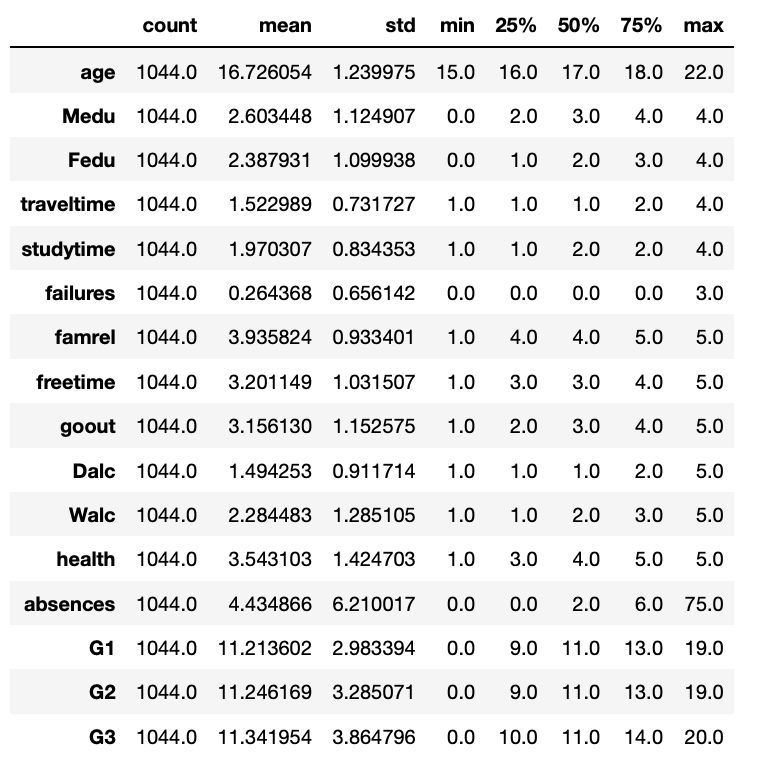 count mean std min 25% 50% 75% max
age 1044.0 16.726054 1.239975 15.0 16.0 17.0 18.0 22.0
Medu 1044.0 2.603448 1.124907 0.0 2.0 3.0 4.0 4.0
Fedu 1044.0 2.387931 1.099938 0.0 1.0 2.0 3.0 4.0
traveltime 1044.0 1.522989 0.731727 1.0 1.0 1.0 2.0 4.0
studytime 1044.0 1.970307 0.834353 1.0 1.0 2.0 2.0 4.0
failures 1044.0 0.264368 0.656142 0.0 0.0 0.0 0.0 3.0
famrel 1044.0 3.935824 0.933401 1.0 4.0 4.0 5.0 5.0
freetime 1044.0 3.201149 1.031507 1.0 3.0 3.0 4.0 5.0
goout 1044.0 3.156130 1.152575 1.0 2.0 3.0 4.0 5.0
Dalc 1044.0 1.494253 0.911714 1.0 1.0 1.0 2.0 5.0
Walc 1044.0 2.284483 1.285105 1.0 1.0 2.0 3.0 5.0
health 1044.0 3.543103 1.424703 1.0 3.0 4.0 5.0 5.0
absences 1044.0 4.434866 6.210017 0.0 0.0 2.0 6.0 75.0
G1 1044.0 11.213602 2.983394 0.0 9.0 11.0 13.0 19.0
G2 1044.0 11.246169 3.285071 0.0 9.0 11.0 13.0 19.0
G3 1044.0 11.341954 3.864796 0.0 10.0 11.0 14.0 20.0